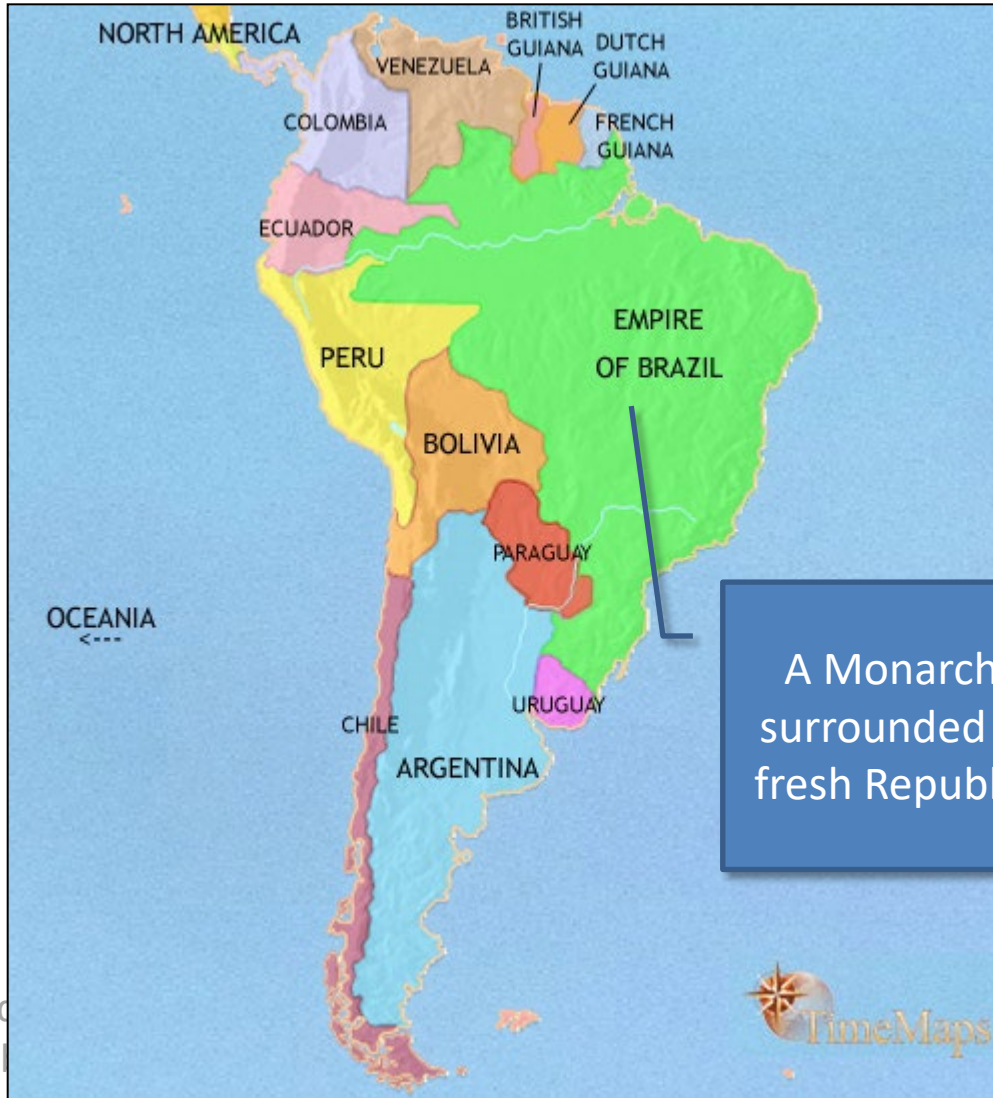 NORTH AMERICA
BRITISH
GUIANA
DUTCH
GUIANA
VENEZUELA
COLOMBIA
FRENCH
GUIANA
ECUADOR
EMPIRE
OF BRAZIL
PERU
BOLIVIA
PARAGUAY
OCEANIA
<---
A Monarch
surrounded
fresh Republ
URUGUAY
CHILE
ARGENTINA
TimeMaps